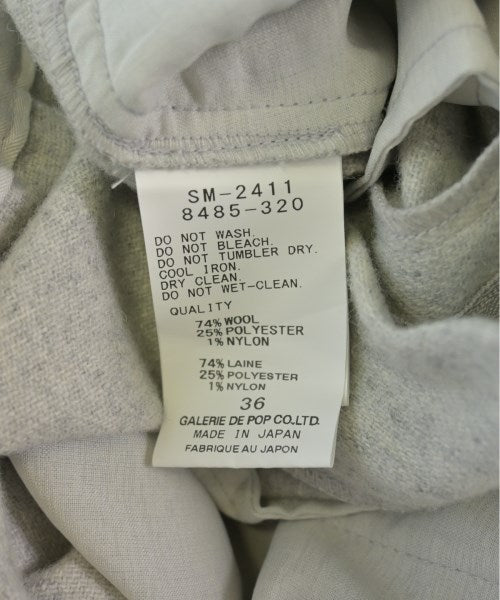 SM-2411
8485-320
DO NOT WASH.
DO NOT BLEACH.
DO NOT TUMBLER DRY.
COOL IRON.
DRY CLEAN.
DO NOT WET-CLEAN.
QUALITY
74% WOOL
25% POLYESTER
1% NYLON
74% LAINE
25% POLYESTER
1% NYLON
36
GALERIE DE POP CO.LTD.
MADE IN JAPAN
FABRIQUE AU JAPON